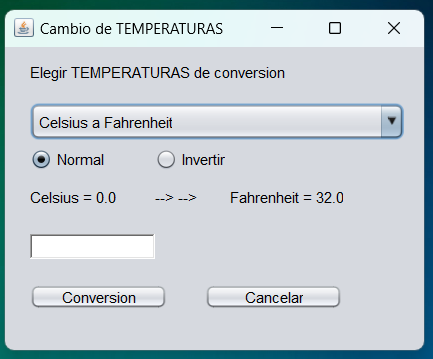 Cambio de TEMPERATURAS
Elegir TEMPERATURAS de conversion
Celsius a Fahrenheit
Normal Invertir
Celsius = 0.0 --> --> Fahrenheit = 32.0
Conversion Cancelar